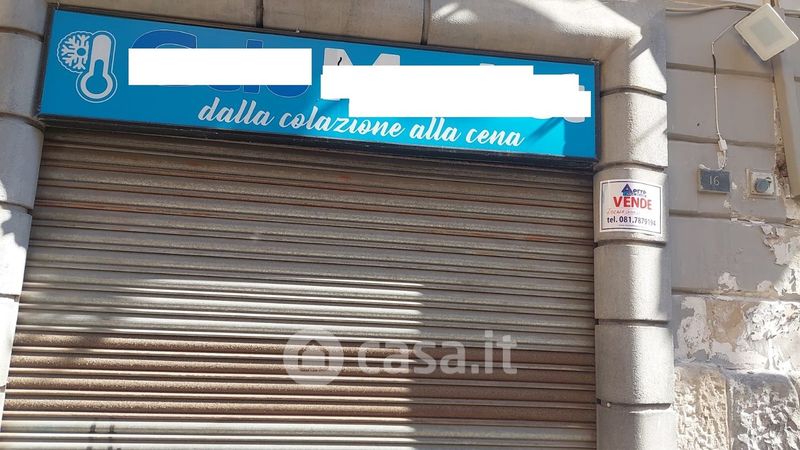 dalla colazione alla cena
16
VENDE
tel. 081.7879194
casa.it